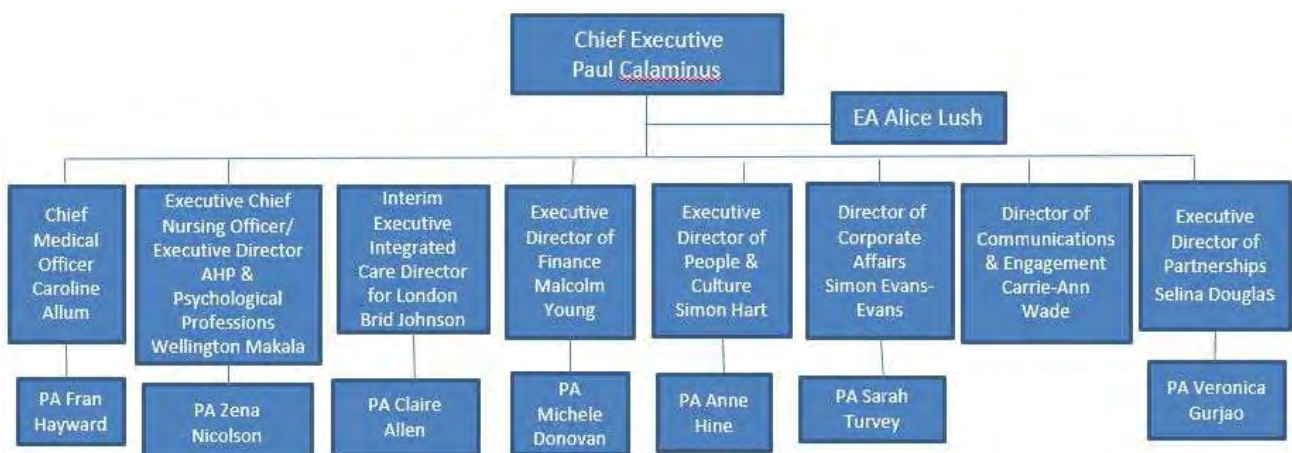 Chief Executive
Paul Calaminus
EA Alice Lush
Chief
Medical
Officer
Caroline
Allum
Executive Chief
Nursing Officer/
Executive Director
AHP &
Psychological
Professions
Wellington Makala
Interim
Executive
Integrated
Care Director
for London
Brid Johnson
Executive
Director of
Finance
Malcolm
Young
Executive
Director of
People &
Culture
Simon Hart
Director of
Corporate
Affairs
Simon Evans-
Evans
Director of
Communications
& Engagement
Carrie-Ann
Wade
Executive
Director of
Partnerships
Selina Douglas
PA Fran
Hayward
PA Zena
Nicolson
PA Claire
Allen
PA
Michele
Donovan
PA Anne
Hine
PA Sarah
Turvey
PA Veronica
Gurjao